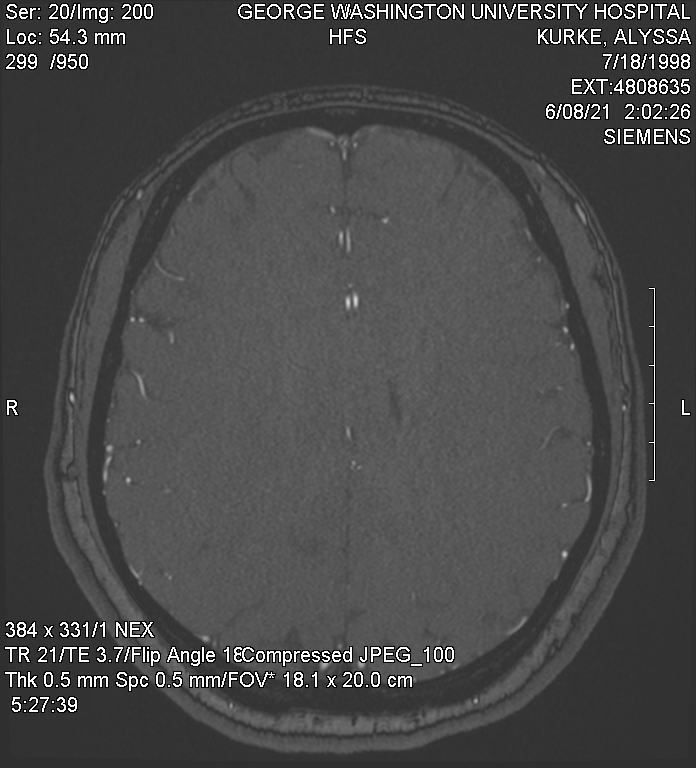 Ser: 20/Img: 200
Loc: 54.3 mm
299 /950
GEORGE WASHINGTON UNIVERSITY HOSPITAL
HFS
KURKE, ALYSSA
7/18/1998
EXT:4808635
6/08/21 2:02:26
SIEMENS
R
L
384 x 331/1 NEX
TR 21/TE 3.7/Flip Angle 18Compressed JPEG_100
Thk 0.5 mm Spc 0.5 mm/FOV* 18.1 x 20.0 cm
5:27:39